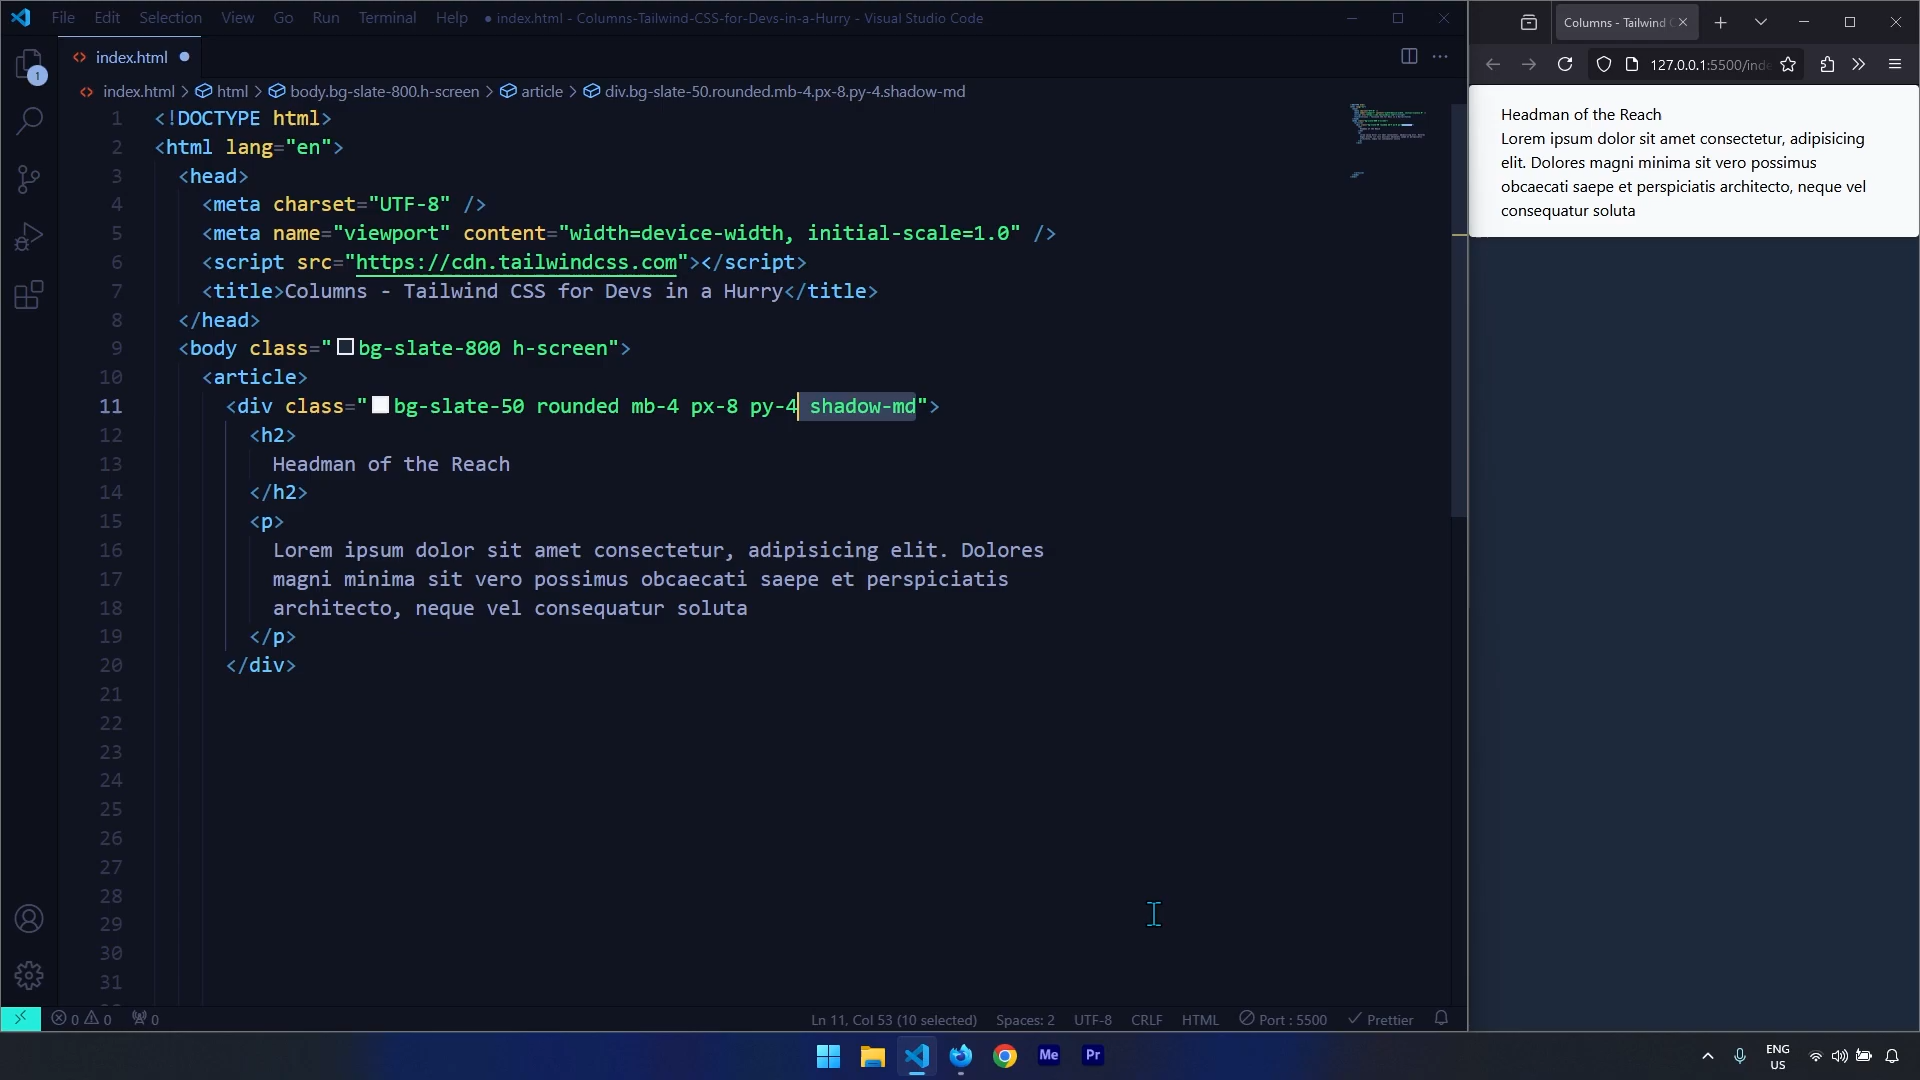 File Edit Selection View Go Run Terminal Help ● index.html - Columns-Tailwind-CSS-for-Devs-in-a-Hurry - Visual Studio Code
Columns - Tailwind
index.html
1
127.0.0.1:5500/inde
index.html > html > body.bg-slate-800.h-screen > article > div.bg-slate-50.rounded.mb-4.px-8.py-4.shadow-md
1 <!DOCTYPE html>
2 <html lang="en">
3 <head>
4 <meta charset="UTF-8" />
5 <meta name="viewport" content="width=device-width, initial-scale=1.0" />
6 <script src="https://cdn.tailwindcss.com"></script>
7 <title>Columns - Tailwind CSS for Devs in a Hurry</title>
8 </head>
9 <body class="bg-slate-800 h-screen">
10 <article>
11 <div class="bg-slate-50 rounded mb-4 px-8 py-4 shadow-md">
12 <h2>
13 Headman of the Reach
14 </h2>
15 <p>
16 Lorem ipsum dolor sit amet consectetur, adipisicing elit. Dolores
17 magni minima sit vero possimus obcaecati saepe et perspiciatis
18 architecto, neque vel consequatur soluta
19 </p>
20 </div>
21
22
23
24
25
26
27
28
29
30
31
Headman of the Reach
Lorem ipsum dolor sit amet consectetur, adipisicing
elit. Dolores magni minima sit vero possimus
obcaecati saepe et perspiciatis architecto, neque vel
consequatur soluta
0 0 0 Ln 11, Col 53 (10 selected) Spaces: 2 UTF-8 CRLF HTML Port : 5500 Prettier
Me Pr ENG
US